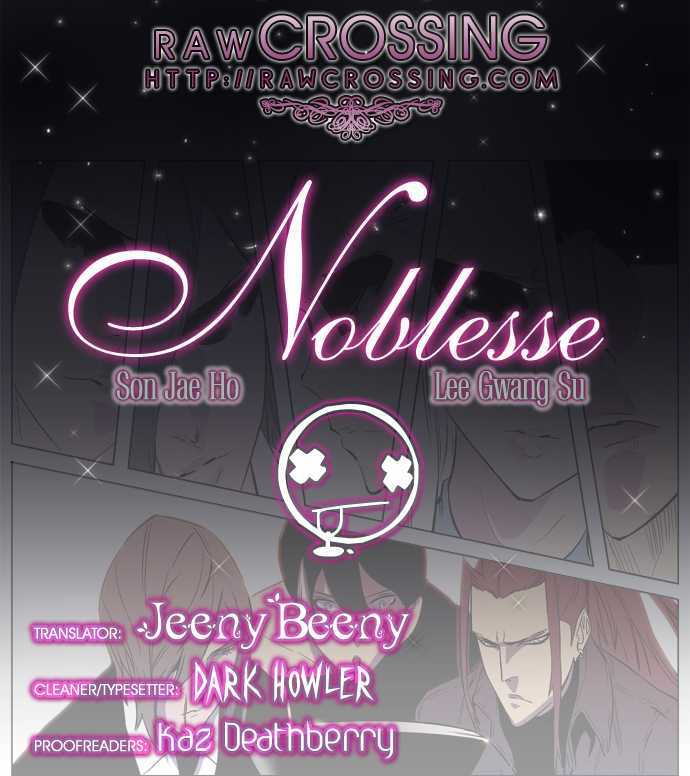 RAW CROSSING
HTTP://RAWCROSSING.COM
Noblesse
Son Jae Ho Lee Gwang Su
TRANSLATOR: Jeeny Beeny
CLEANER/TYPESETTER: DARK HOWLER
PROOFREADERS: Kaz Deathberry